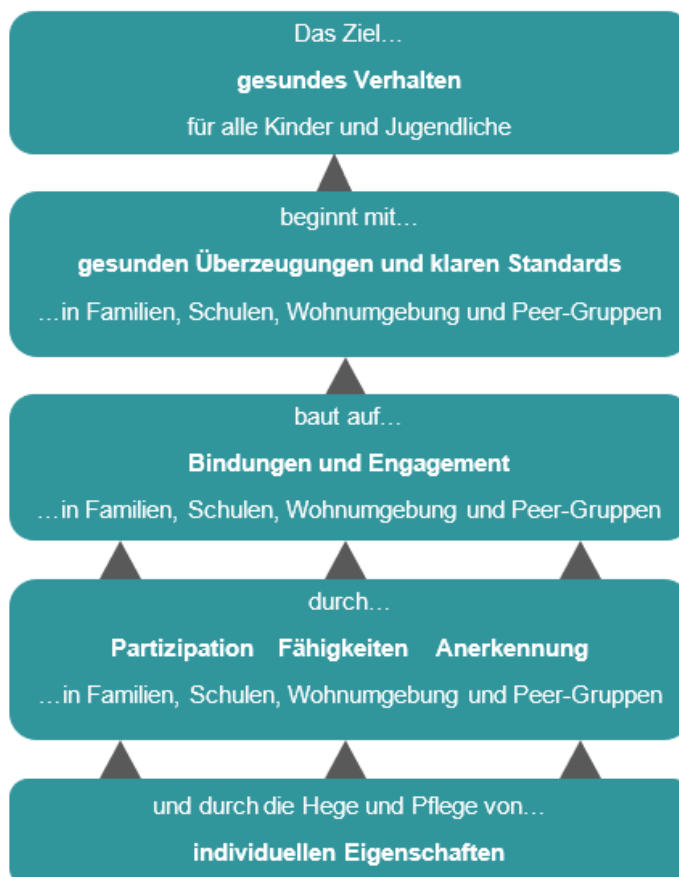 Das Ziel…
gesundes Verhalten
für alle Kinder und Jugendliche
beginnt mit…
gesunden Überzeugungen und klaren Standards
…in Familien, Schulen, Wohnumgebung und Peer-Gruppen
baut auf…
Bindungen und Engagement
…in Familien, Schulen, Wohnumgebung und Peer-Gruppen
durch…
Partizipation Fähigkeiten Anerkennung
…in Familien, Schulen, Wohnumgebung und Peer-Gruppen
und durch die Hege und Pflege von…
individuellen Eigenschaften